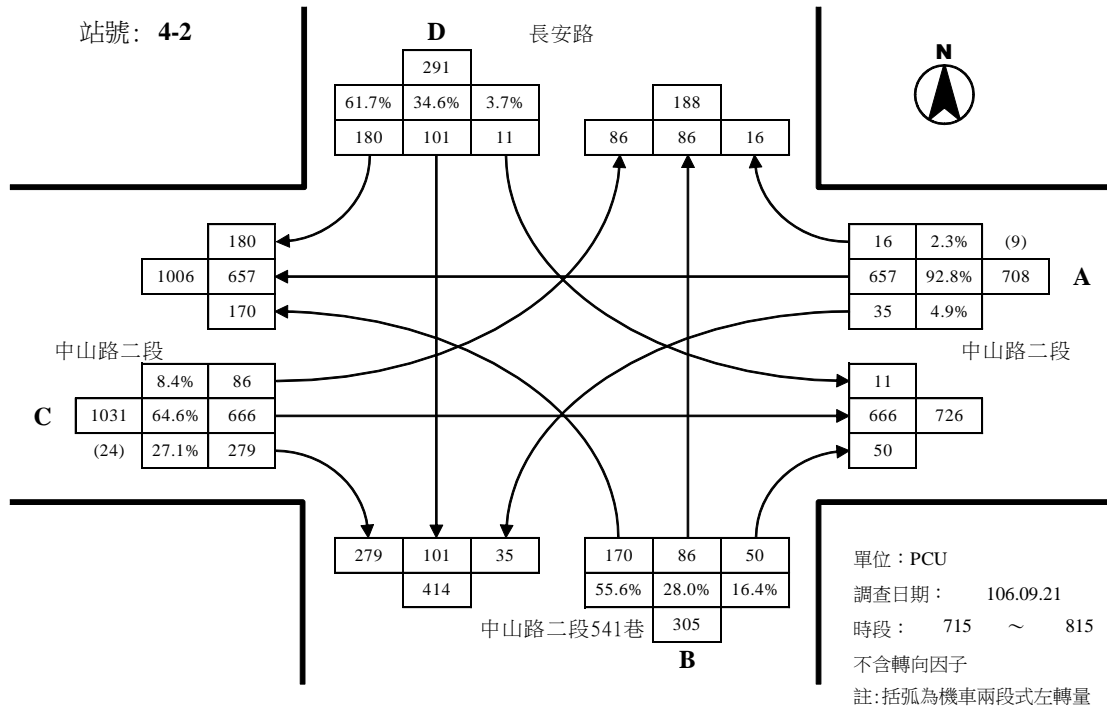 站號: 4-2
D
長安路
N
291
61.7% 34.6% 3.7%
180 101 11
188
86 86 16
180
1006 657
170
16 2.3% (9)
657 92.8% 708 A
35 4.9%
中山路二段
中山路二段
8.4% 86
C 1031 64.6% 666
(24) 27.1% 279
11
666 726
50
279 101 35
414
170 86 50
55.6% 28.0% 16.4%
305
中山路二段541巷
B
單位：PCU
調查日期： 106.09.21
時段： 715 ～ 815
不含轉向因子
註:括弧為機車兩段式左轉量